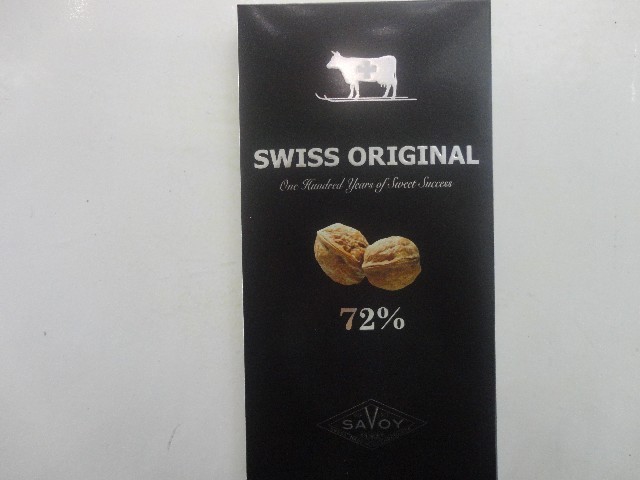 SWISS ORIGINAL
One Hundred Years of Sweet Success
72%
SAVOY